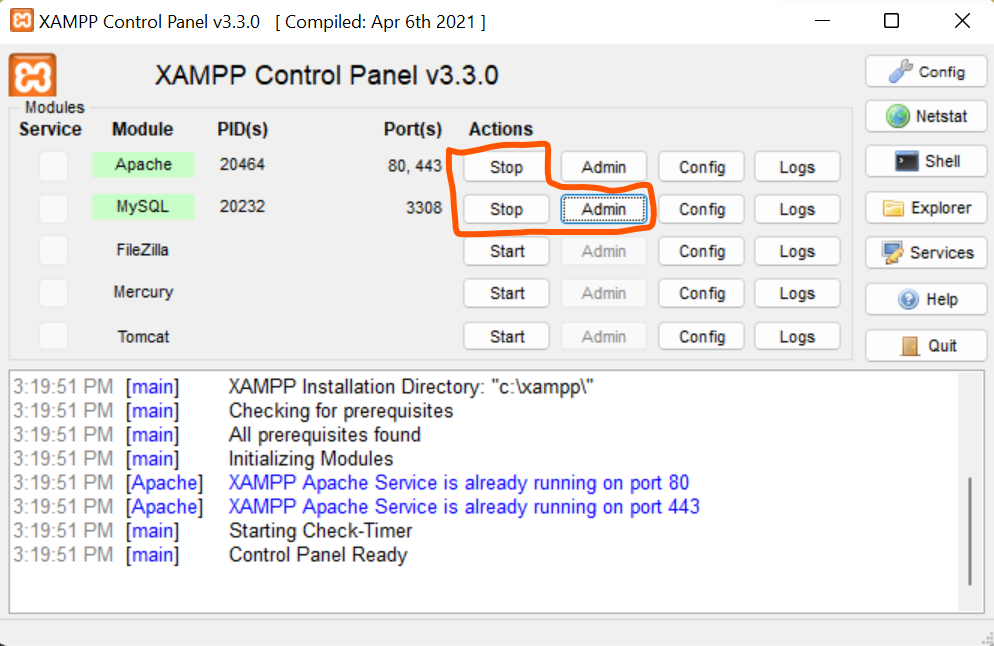 XAMPP Control Panel v3.3.0 [ Compiled: Apr 6th 2021 ]
XAMPP Control Panel v3.3.0
Config
Modules
Service Module PID(s) Port(s) Actions
Netstat
Apache 20464 80, 443 Stop Admin Config Logs
Shell
MySQL 20232 3308 Stop Admin Config Logs
Explorer
FileZilla Start Admin Config Logs
Services
Mercury Start Admin Config Logs
Help
Tomcat Start Admin Config Logs
Quit
3:19:51 PM [main] XAMPP Installation Directory: "c:\xampp\"
3:19:51 PM [main] Checking for prerequisites
3:19:51 PM [main] All prerequisites found
3:19:51 PM [main] Initializing Modules
3:19:51 PM [Apache] XAMPP Apache Service is already running on port 80
3:19:51 PM [Apache] XAMPP Apache Service is already running on port 443
3:19:51 PM [main] Starting Check-Timer
3:19:51 PM [main] Control Panel Ready